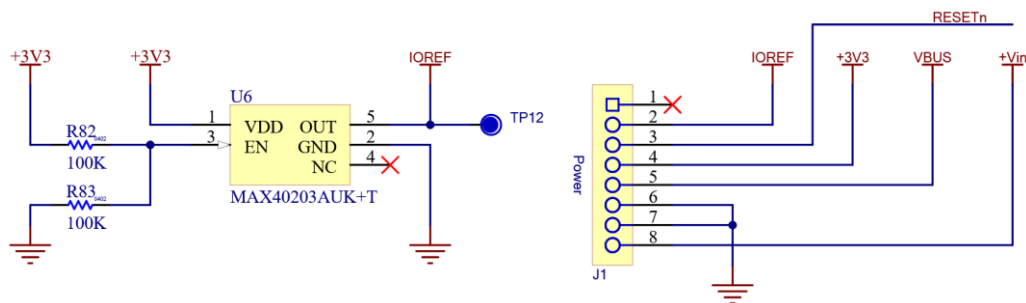 +3V3
+3V3
IOREF
U6
1
VDD
OUT
5
3
EN
GND
2
NC
4
MAX40203AUK+T
R82
0402
100K
R83
0402
100K
TP12
RESETn
IOREF
+3V3
VBUS
+Vin
1
2
3
4
5
6
7
8
Power
J1